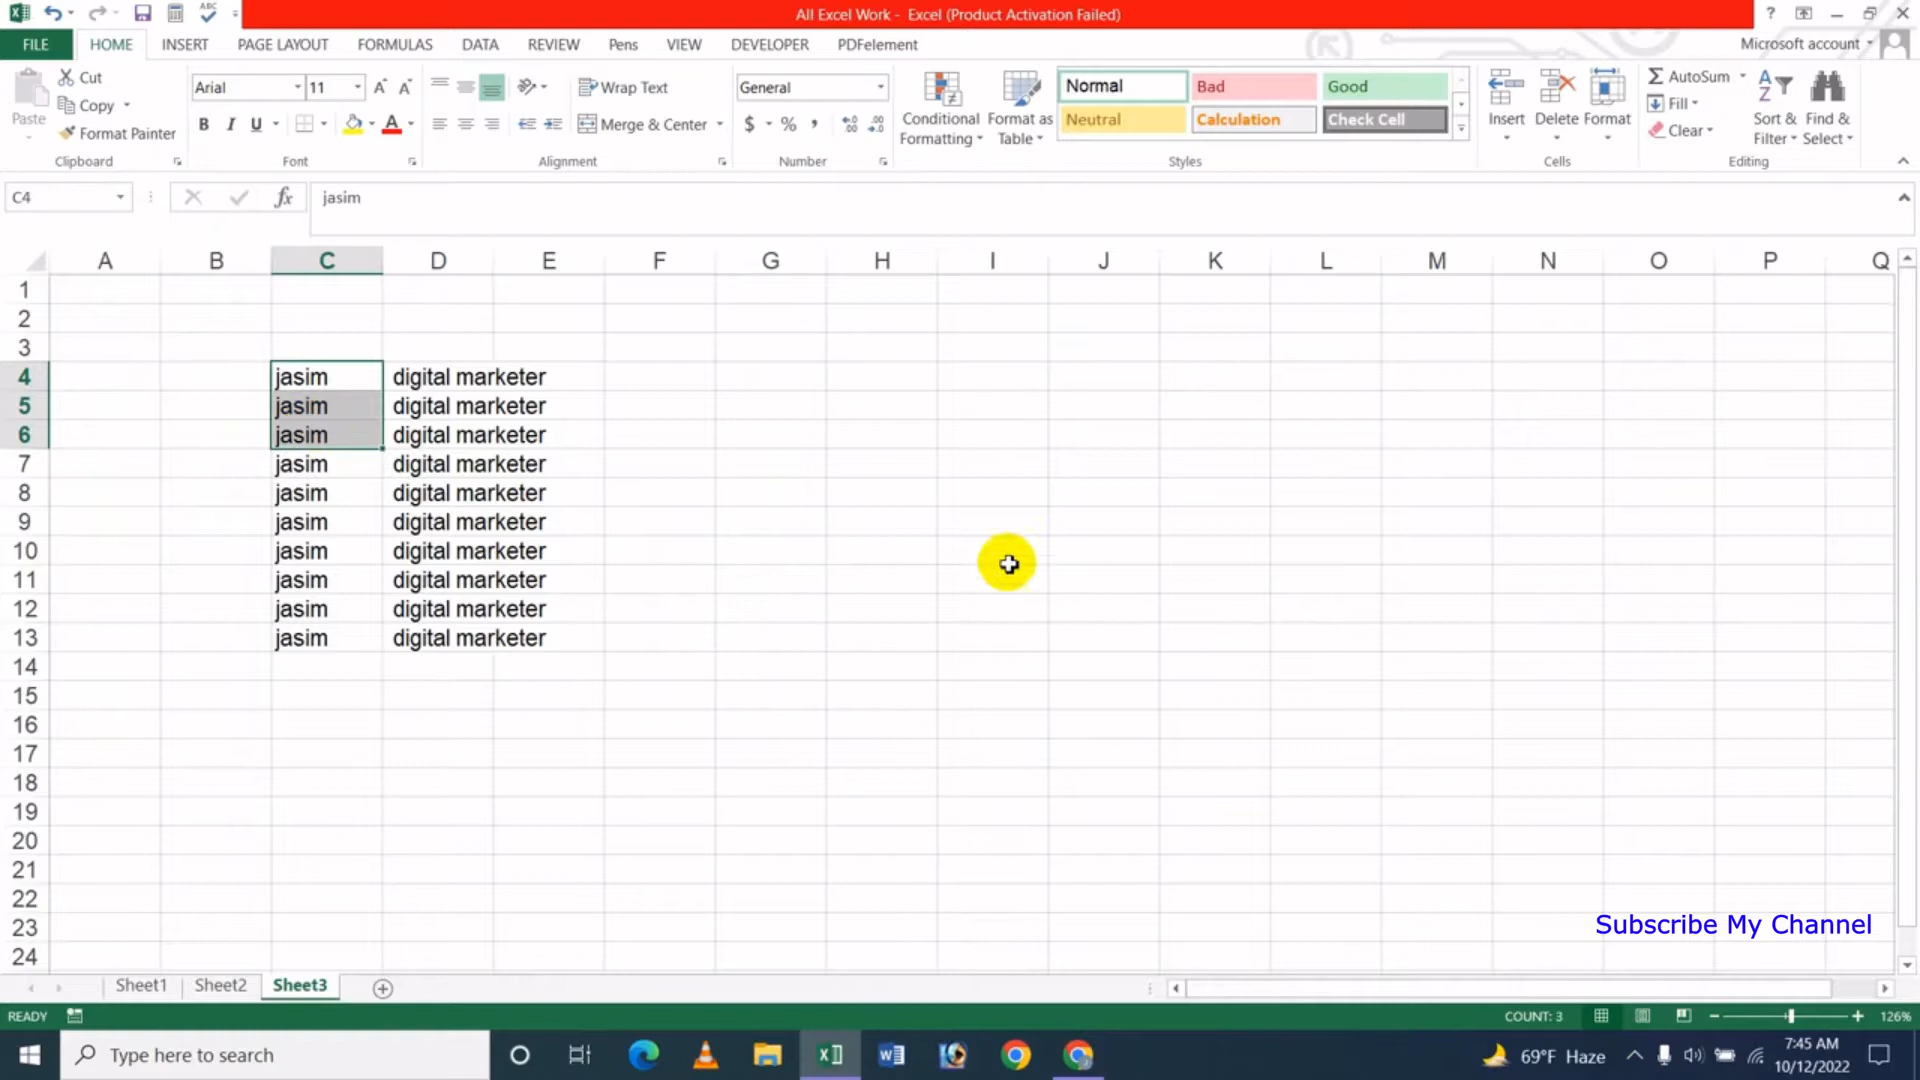 All Excel Work - Excel (Product Activation Failed)
FILE HOME INSERT PAGE LAYOUT FORMULAS DATA REVIEW Pens VIEW DEVELOPER PDFelement Microsoft account
Paste
Cut
Copy
Format Painter
Clipboard
Arial 11
B I U A
Font
Wrap Text
Merge & Center
Alignment
General
$ % ,
Number
Conditional Formatting
Format as Table
Normal Bad Good
Neutral Calculation Check Cell
Styles
Insert Delete Format
Cells
AutoSum
Fill
Clear
Sort & Filter
Find & Select
Editing
C4 fx jasim
A B C D E F G H I J K L M N O P Q
1
2
3
4 jasim digital marketer
5 jasim digital marketer
6 jasim digital marketer
7 jasim digital marketer
8 jasim digital marketer
9 jasim digital marketer
10 jasim digital marketer
11 jasim digital marketer
12 jasim digital marketer
13 jasim digital marketer
14
15
16
17
18
19
20
21
22
23
24
Subscribe My Channel
Sheet1 Sheet2 Sheet3
READY COUNT: 3 126%
Type here to search 69°F Haze 7:45 AM
10/12/2022